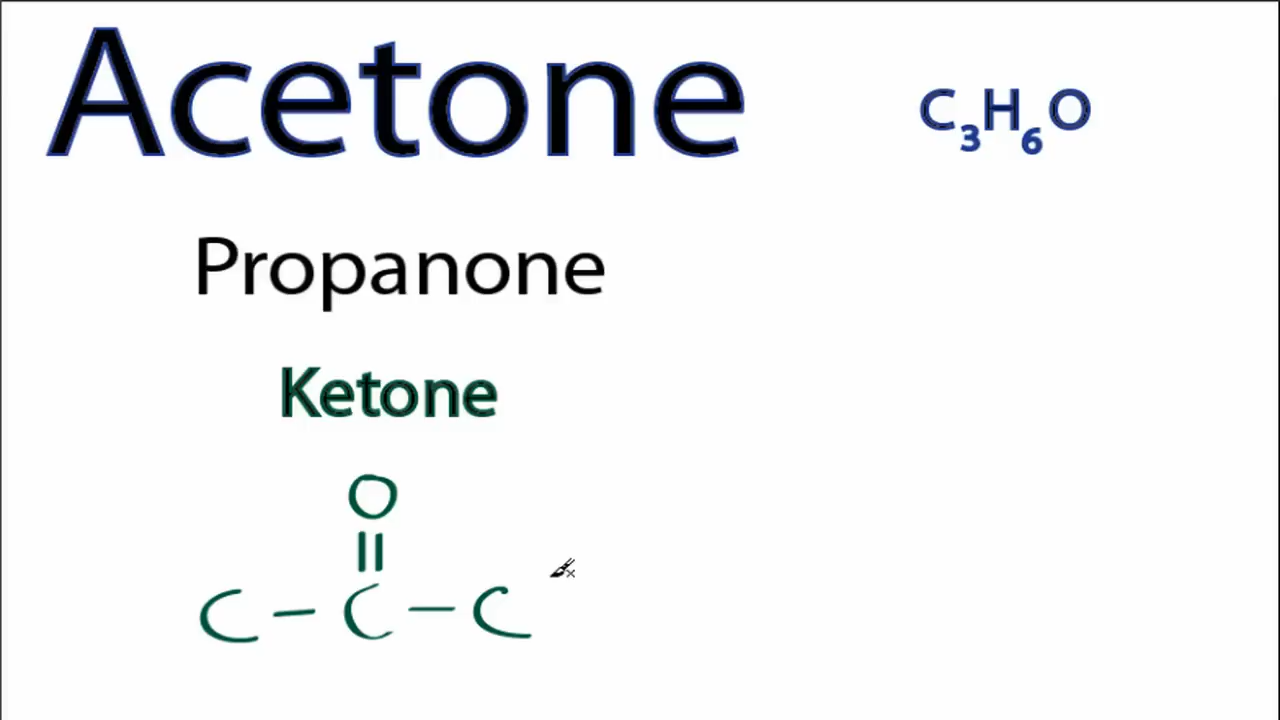 Acetone
C₃H₆O
Propanone
Ketone
O
||
C – C – C